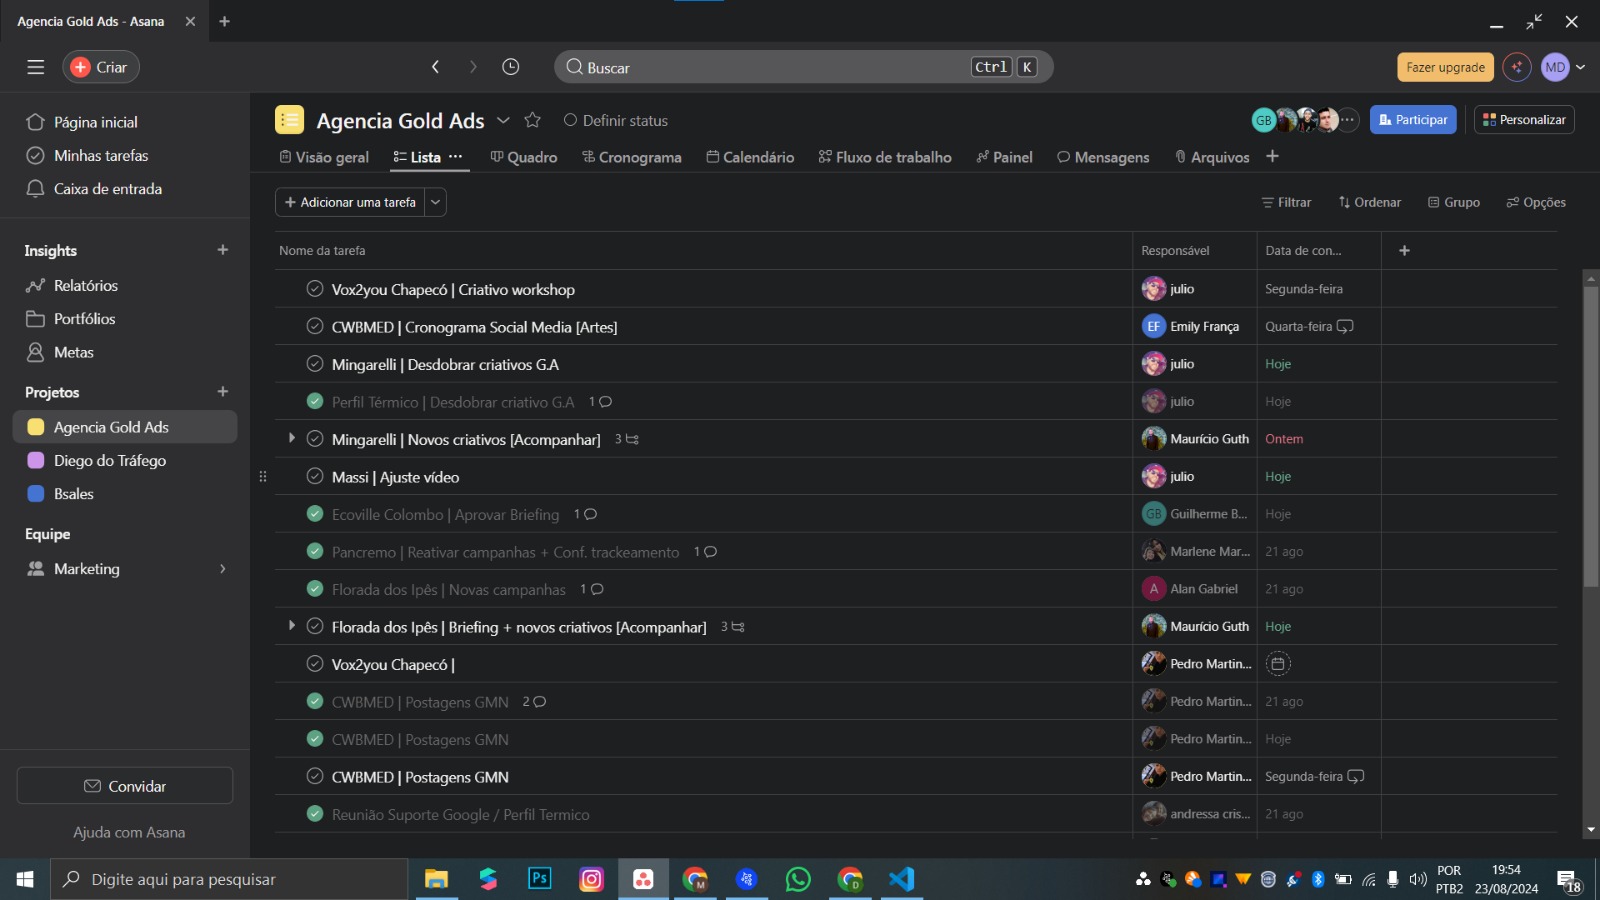 Agencia Gold Ads - Asana
Criar
Buscar
Ctrl K
Fazer upgrade
MD
Página inicial
Minhas tarefas
Caixa de entrada
Insights
Relatórios
Portfólios
Metas
Projetos
Agencia Gold Ads
Diego do Tráfego
Bsales
Equipe
Marketing
Convidar
Ajuda com Asana
Agencia Gold Ads
Definir status
GB
Participar
Personalizar
Visão geral
Lista
Quadro
Cronograma
Calendário
Fluxo de trabalho
Painel
Mensagens
Arquivos
Adicionar uma tarefa
Filtrar
Ordenar
Grupo
Opções
Nome da tarefa Responsável Data de con...
Vox2you Chapecó | Criativo workshop julio Segunda-feira
CWBMED | Cronograma Social Media [Artes] EF Emily França Quarta-feira
Mingarelli | Desdobrar criativos G.A julio Hoje
Perfil Térmico | Desdobrar criativo G.A 1 julio Hoje
Mingarelli | Novos criativos [Acompanhar] 3 Maurício Guth Ontem
Massi | Ajuste vídeo julio Hoje
Ecoville Colombo | Aprovar Briefing 1 GB Guilherme B... Hoje
Pancremo | Reativar campanhas + Conf. trackeamento 1 Marlene Mar... 21 ago
Florada dos Ipês | Novas campanhas 1 A Alan Gabriel 21 ago
Florada dos Ipês | Briefing + novos criativos [Acompanhar] 3 Maurício Guth Hoje
Vox2you Chapecó | Pedro Martin...
CWBMED | Postagens GMN 2 Pedro Martin... 21 ago
CWBMED | Postagens GMN Pedro Martin... Hoje
CWBMED | Postagens GMN Pedro Martin... Segunda-feira
Reunião Suporte Google / Perfil Termico andressa cris... 21 ago
Digite aqui para pesquisar
Ps
M
D
POR
PTB2
19:54
23/08/2024
18